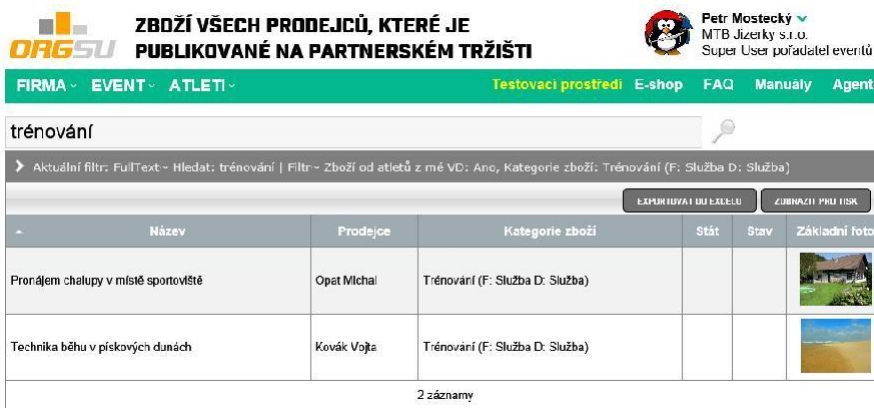 ORGSU
ZBOŽÍ VŠECH PRODEJCŮ, KTERÉ JE
PUBLIKOVANÉ NA PARTNERSKÉM TRŽIŠTI
Petr Mostecký
MTB Jizerky s.r.o.
Super User pořadatel eventů
FIRMA EVENT ATLETI Testovací prostředí E-shop FAQ Manuály Agent
trénování
Aktuální filtr: FullText - Hledat: trénování | Filtr - Zboží od atletů z mé VD: Ano, Kategorie zboží: Trénování (F: Služba D: Služba)
EXPORTOVAT DO EXCELU ZOBRAZIT PRO TISK
Název Prodejce Kategorie zboží Stát Stav Základní foto
Pronájem chalupy v místě sportoviště Opat Michal Trénování (F: Služba D: Služba)
Technika běhu v pískových dunách Kovák Vojta Trénování (F: Služba D: Služba)
2 záznamy